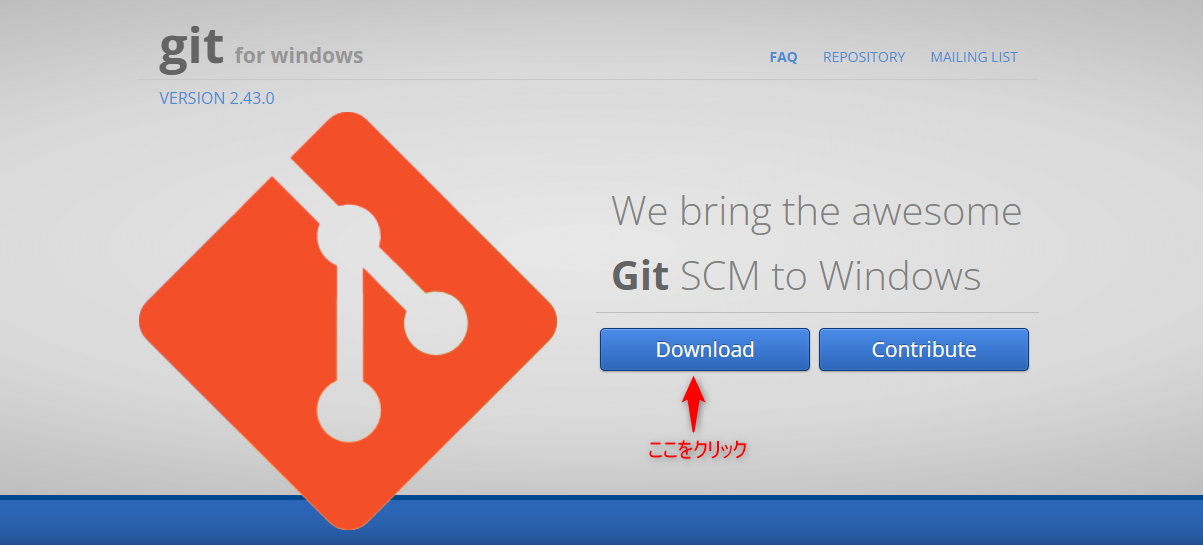 git for windows
FAQ REPOSITORY MAILING LIST
VERSION 2.43.0
We bring the awesome
Git SCM to Windows
Download Contribute
ここをクリック